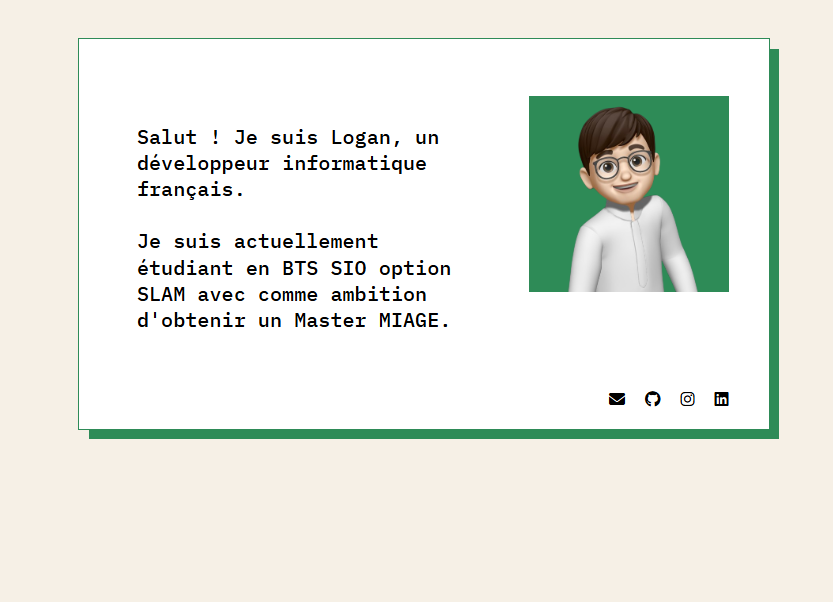 Salut ! Je suis Logan, un
développeur informatique
français.
Je suis actuellement
étudiant en BTS SIO option
SLAM avec comme ambition
d'obtenir un Master MIAGE.